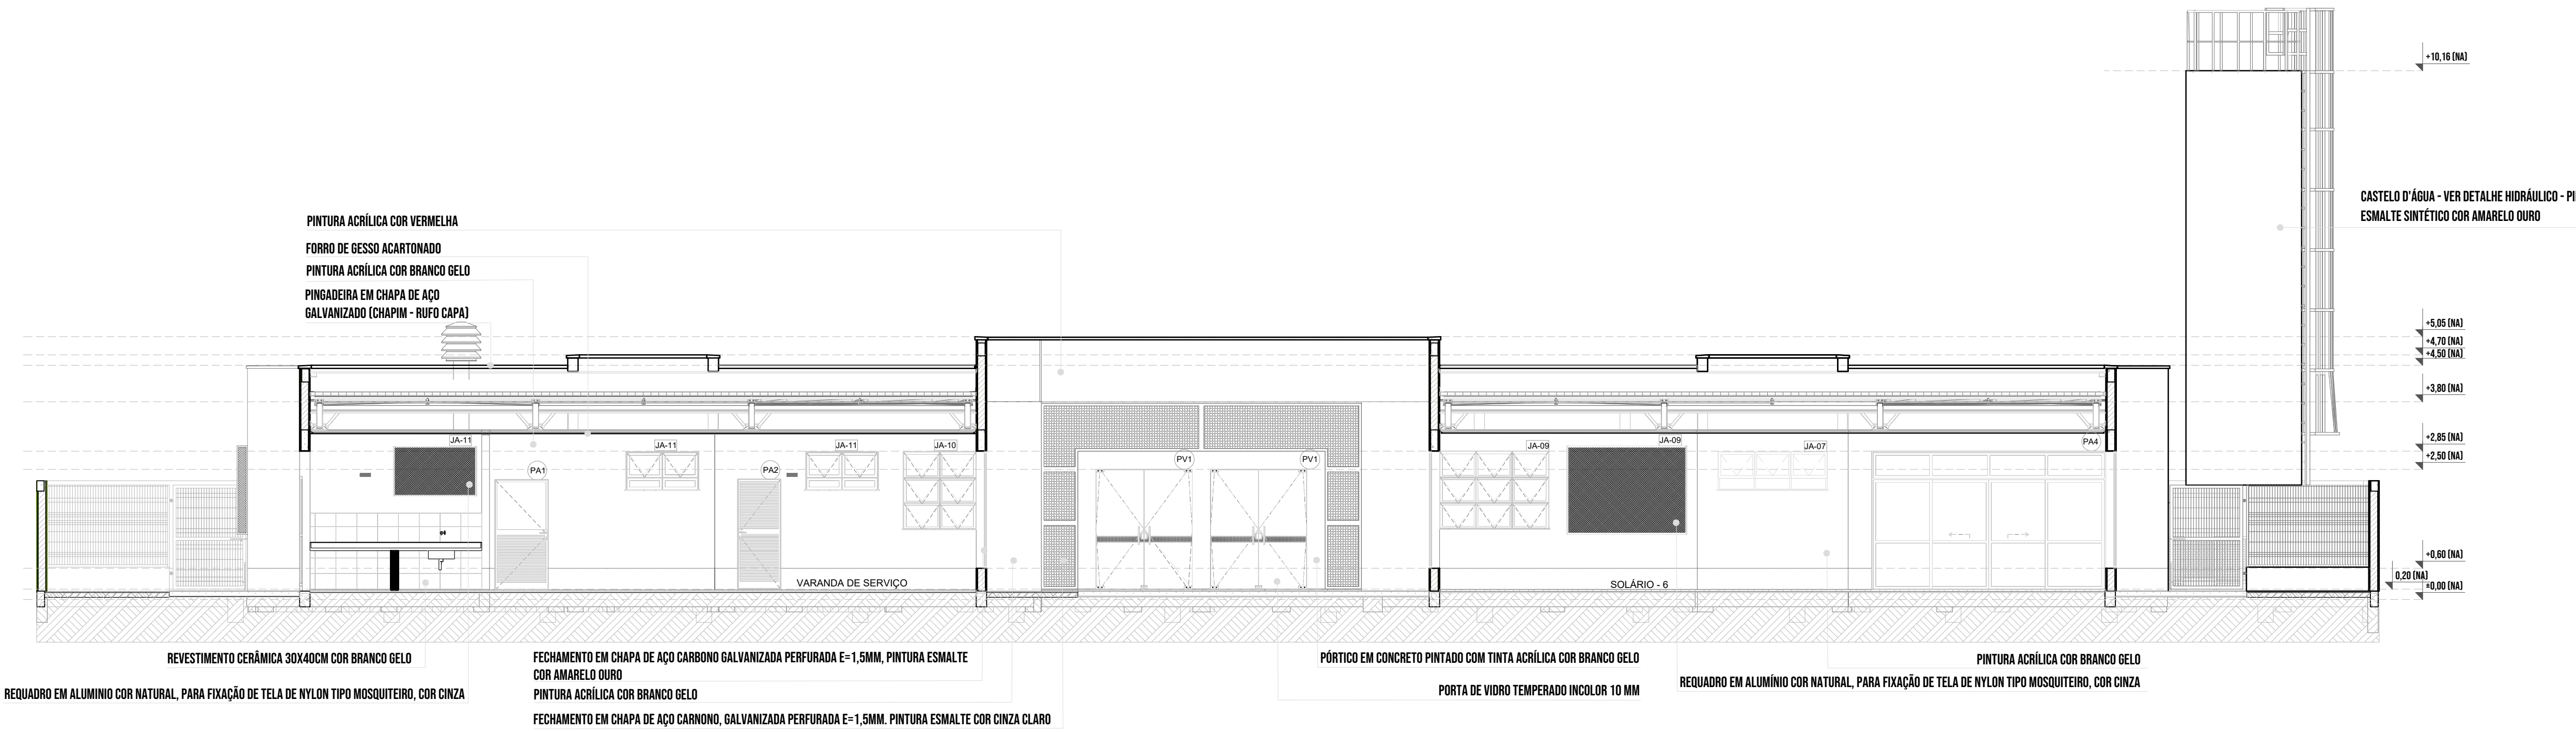 +10,16 (NA)
CASTELO D'ÁGUA - VER DETALHE HIDRÁULICO -
ESMALTE SINTÉTICO COR AMARELO OURO
PINTURA ACRÍLICA COR VERMELHA
FORRO DE GESSO ACARTONADO
PINTURA ACRÍLICA COR BRANCO GELO
PINGADEIRA EM CHAPA DE AÇO
GALVANIZADO (CHAPIM - RUFO CAPA)
+5,05 (NA)
+4,70 (NA)
+4,50 (NA)
+3,80 (NA)
+2,85 (NA)
+2,50 (NA)
JA-11
JA-11
JA-11
JA-10
JA-09
JA-09
JA-07
PA4
PA1
PA2
PV1
PV1
+0,60 (NA)
0,20 (NA)
±0,00 (NA)
VARANDA DE SERVIÇO
SOLÁRIO - 6
REVESTIMENTO CERÂMICA 30X40CM COR BRANCO GELO
REQUADRO EM ALUMINIO COR NATURAL, PARA FIXAÇÃO DE TELA DE NYLON TIPO MOSQUITEIRO, COR CINZA
FECHAMENTO EM CHAPA DE AÇO CARBONO GALVANIZADA PERFURADA E=1,5MM, PINTURA ESMALTE
COR AMARELO OURO
PINTURA ACRÍLICA COR BRANCO GELO
FECHAMENTO EM CHAPA DE AÇO CARNONO, GALVANIZADA PERFURADA E=1,5MM. PINTURA ESMALTE COR CINZA CLARO
PÓRTICO EM CONCRETO PINTADO COM TINTA ACRÍLICA COR BRANCO GELO
PORTA DE VIDRO TEMPERADO INCOLOR 10 MM
PINTURA ACRÍLICA COR BRANCO GELO
REQUADRO EM ALUMÍNIO COR NATURAL, PARA FIXAÇÃO DE TELA DE NYLON TIPO MOSQUITEIRO, COR CINZA